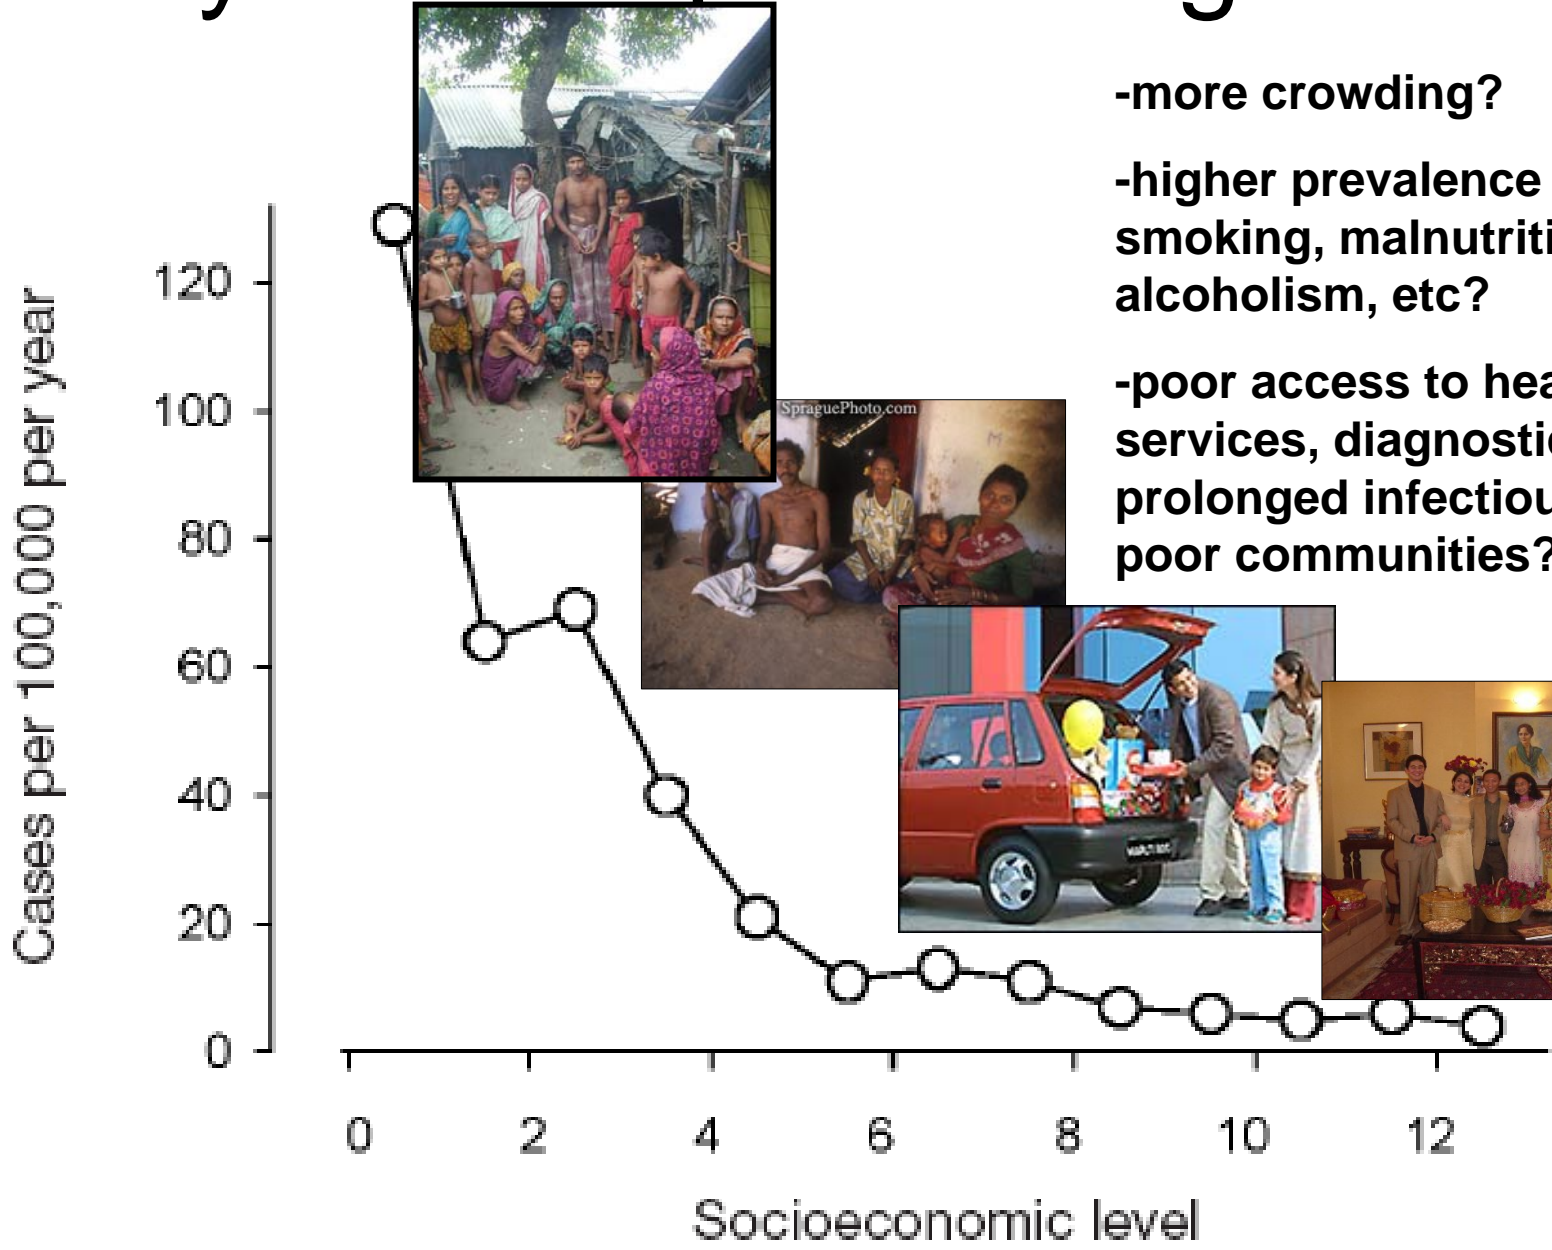 -more crowding?
-higher prevalence
smoking, malnutriti
alcoholism, etc?
-poor access to hea
services, diagnostic
prolonged infectiou
poor communities?
SpraguePhoto.com
Cases per 100,000 per year
120
100
80
60
40
20
0
0 2 4 6 8 10 12
Socioeconomic level